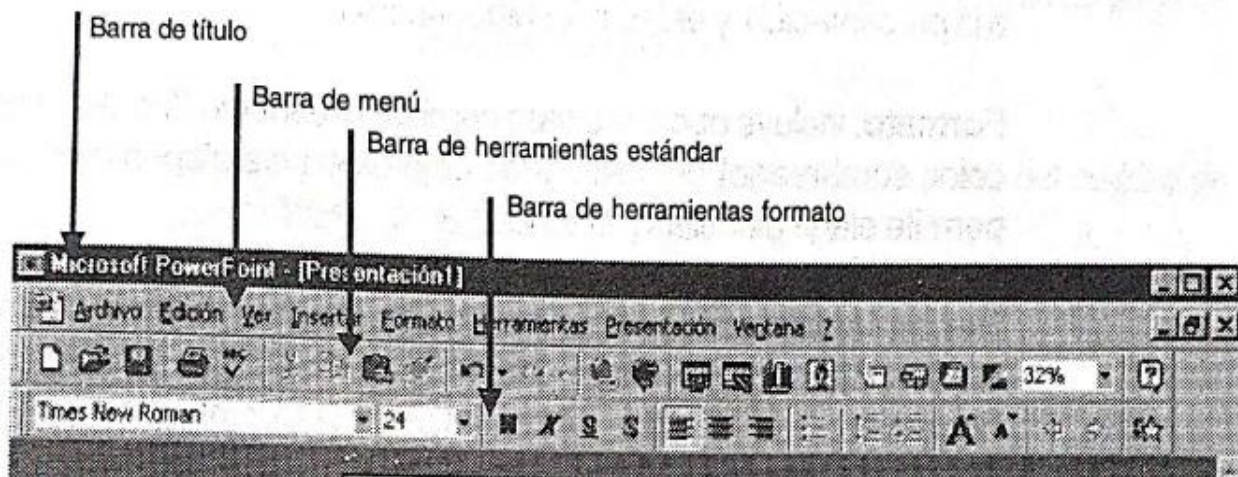 Barra de título
Barra de menú
Barra de herramientas estándar
Barra de herramientas formato
Microsoft PowerPoint - [Presentación1]
Archivo Edición Ver Insertar Formato Herramientas Presentación Ventana ?
32%
Times New Roman 24 N K S S A A